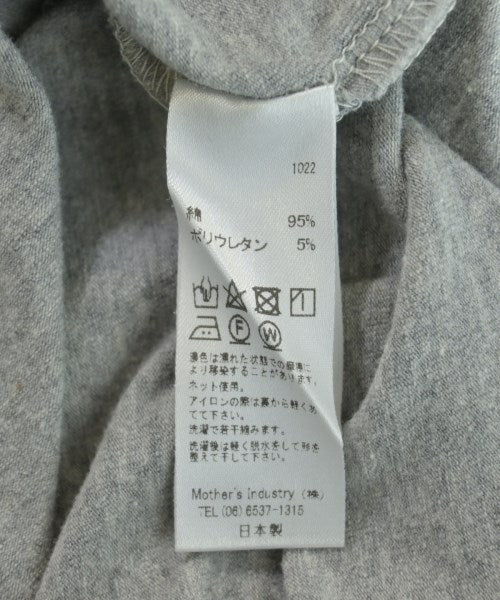 1022
綿 95%
ポリウレタン 5%
F W
濃色は濡れた状態での摩擦に
より移染することがあります。
ネット使用。
アイロンの際は裏から軽くあ
てて下さい。
洗濯で若干縮みます。
洗濯後は軽く脱水をして形を
整えて干して下さい。
Mother's Industry (株)
TEL (06) 6537-1315
日本製